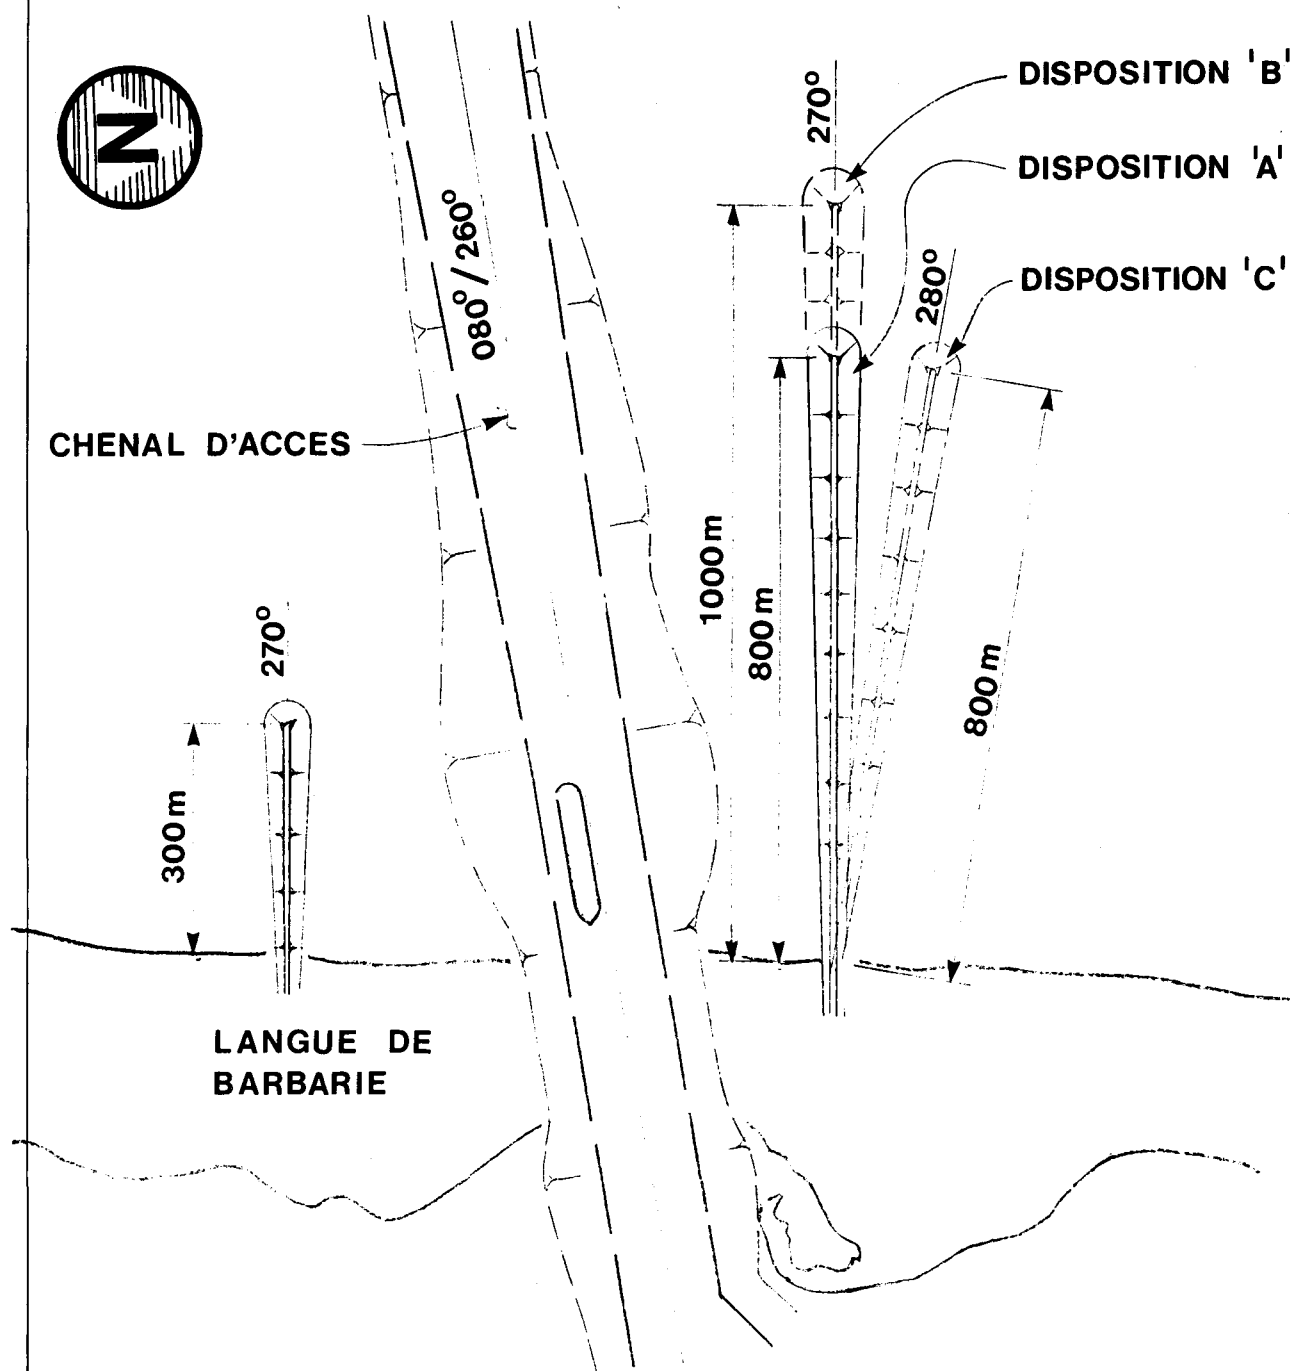 DISPOSITION 'B'
270°
N
DISPOSITION 'A'
080°/260°
280°
DISPOSITION 'C'
CHENAL D'ACCES
1000m
800m
270°
800m
300m
LANGUE DE
BARBARIE